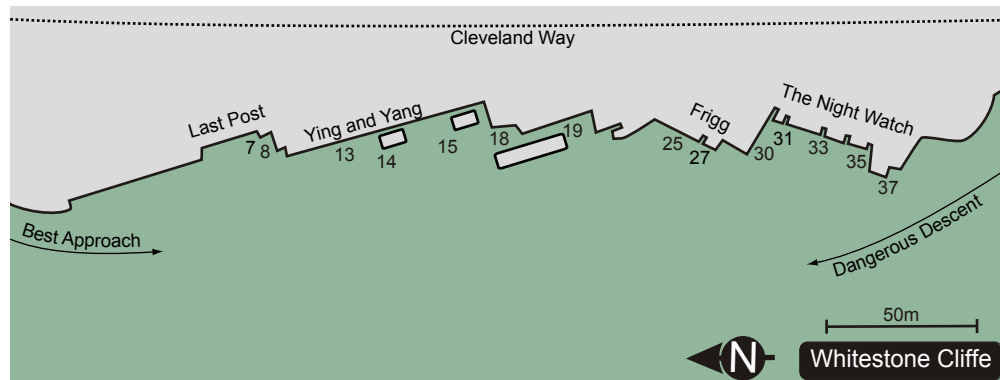 Cleveland Way
Last Post
Ying and Yang
Frigg
The Night Watch
7
8
13
14
15
18
19
25
27
30
31
33
35
37
Best Approach
Dangerous Descent
50m
N
Whitestone Cliffe